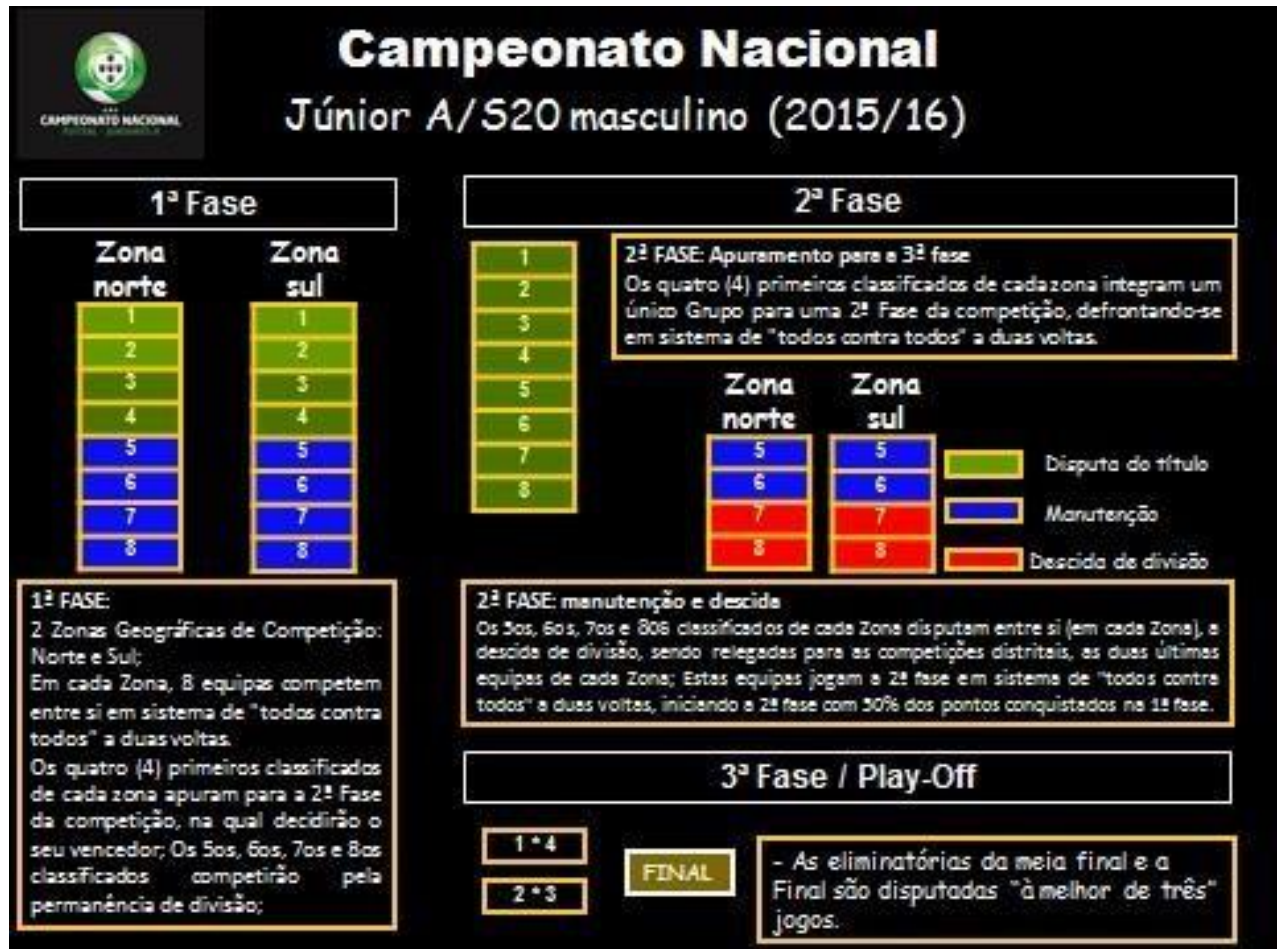 Campeonato Nacional
Júnior A/S20 masculino (2015/16)
CAMPEONATO NACIONAL
1ª Fase
Zona norte
1
2
3
4
5
6
7
8
Zona sul
1
2
3
4
5
6
7
8
1ª FASE:
2 Zonas Geográficas de Competição:
Norte e Sul;
Em cada Zona, 8 equipas competem
entre si em sistema de "todos contra
todos" a duas voltas.
Os quatro (4) primeiros classificados
de cada zona apuram para a 2ª Fase
da competição, na qual decidirão o
seu vencedor; Os 5os, 6os, 7os e 8os
classificados competirão pela
permanência de divisão;
2ª Fase
1
2
3
4
5
6
7
8
2ª FASE: Apuramento para a 3ª fase
Os quatro (4) primeiros classificados de cada zona integram um
único Grupo para uma 2ª Fase da competição, defrontando-se
em sistema de "todos contra todos" a duas voltas.
Zona norte
5
6
7
8
Zona sul
5
6
7
8
Disputa do título
Manutenção
Descida de divisão
2ª FASE: manutenção e descida
Os 5os, 6os, 7os e 8os classificados de cada Zona disputam entre si (em cada Zona), a
descida de divisão, sendo relegadas para as competições distritais, as duas últimas
equipas de cada Zona; Estas equipas jogam a 2ª fase em sistema de "todos contra
todos" a duas voltas, iniciando a 2ª fase com 50% dos pontos conquistados na 1ª fase.
3ª Fase / Play-Off
1 * 4
2 * 3
FINAL
- As eliminatórias da meia final e a
Final são disputadas "à melhor de três"
jogos.